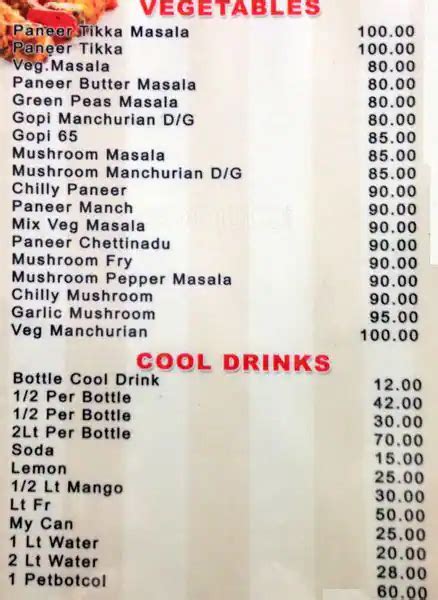 VEGETABLES
Paneer Tikka Masala 100.00
Paneer Tikka 100.00
Veg.Masala 80.00
Paneer Butter Masala 80.00
Green Peas Masala 80.00
Gopi Manchurian D/G 80.00
Gopi 65 85.00
Mushroom Masala 85.00
Mushroom Manchurian D/G 85.00
Chilly Paneer 90.00
Paneer Manch 90.00
Mix Veg Masala 90.00
Paneer Chettinadu 90.00
Mushroom Fry 90.00
Mushroom Pepper Masala 90.00
Chilly Mushroom 90.00
Garlic Mushroom 95.00
Veg Manchurian 100.00
COOL DRINKS
Bottle Cool Drink 12.00
1/2 Per Bottle 42.00
1/2 Per Bottle 30.00
2Lt Per Bottle 70.00
Soda 15.00
Lemon 25.00
1/2 Lt Mango 30.00
Lt Fr 50.00
My Can 25.00
1 Lt Water 20.00
2 Lt Water 28.00
1 Petbotcol 60.00